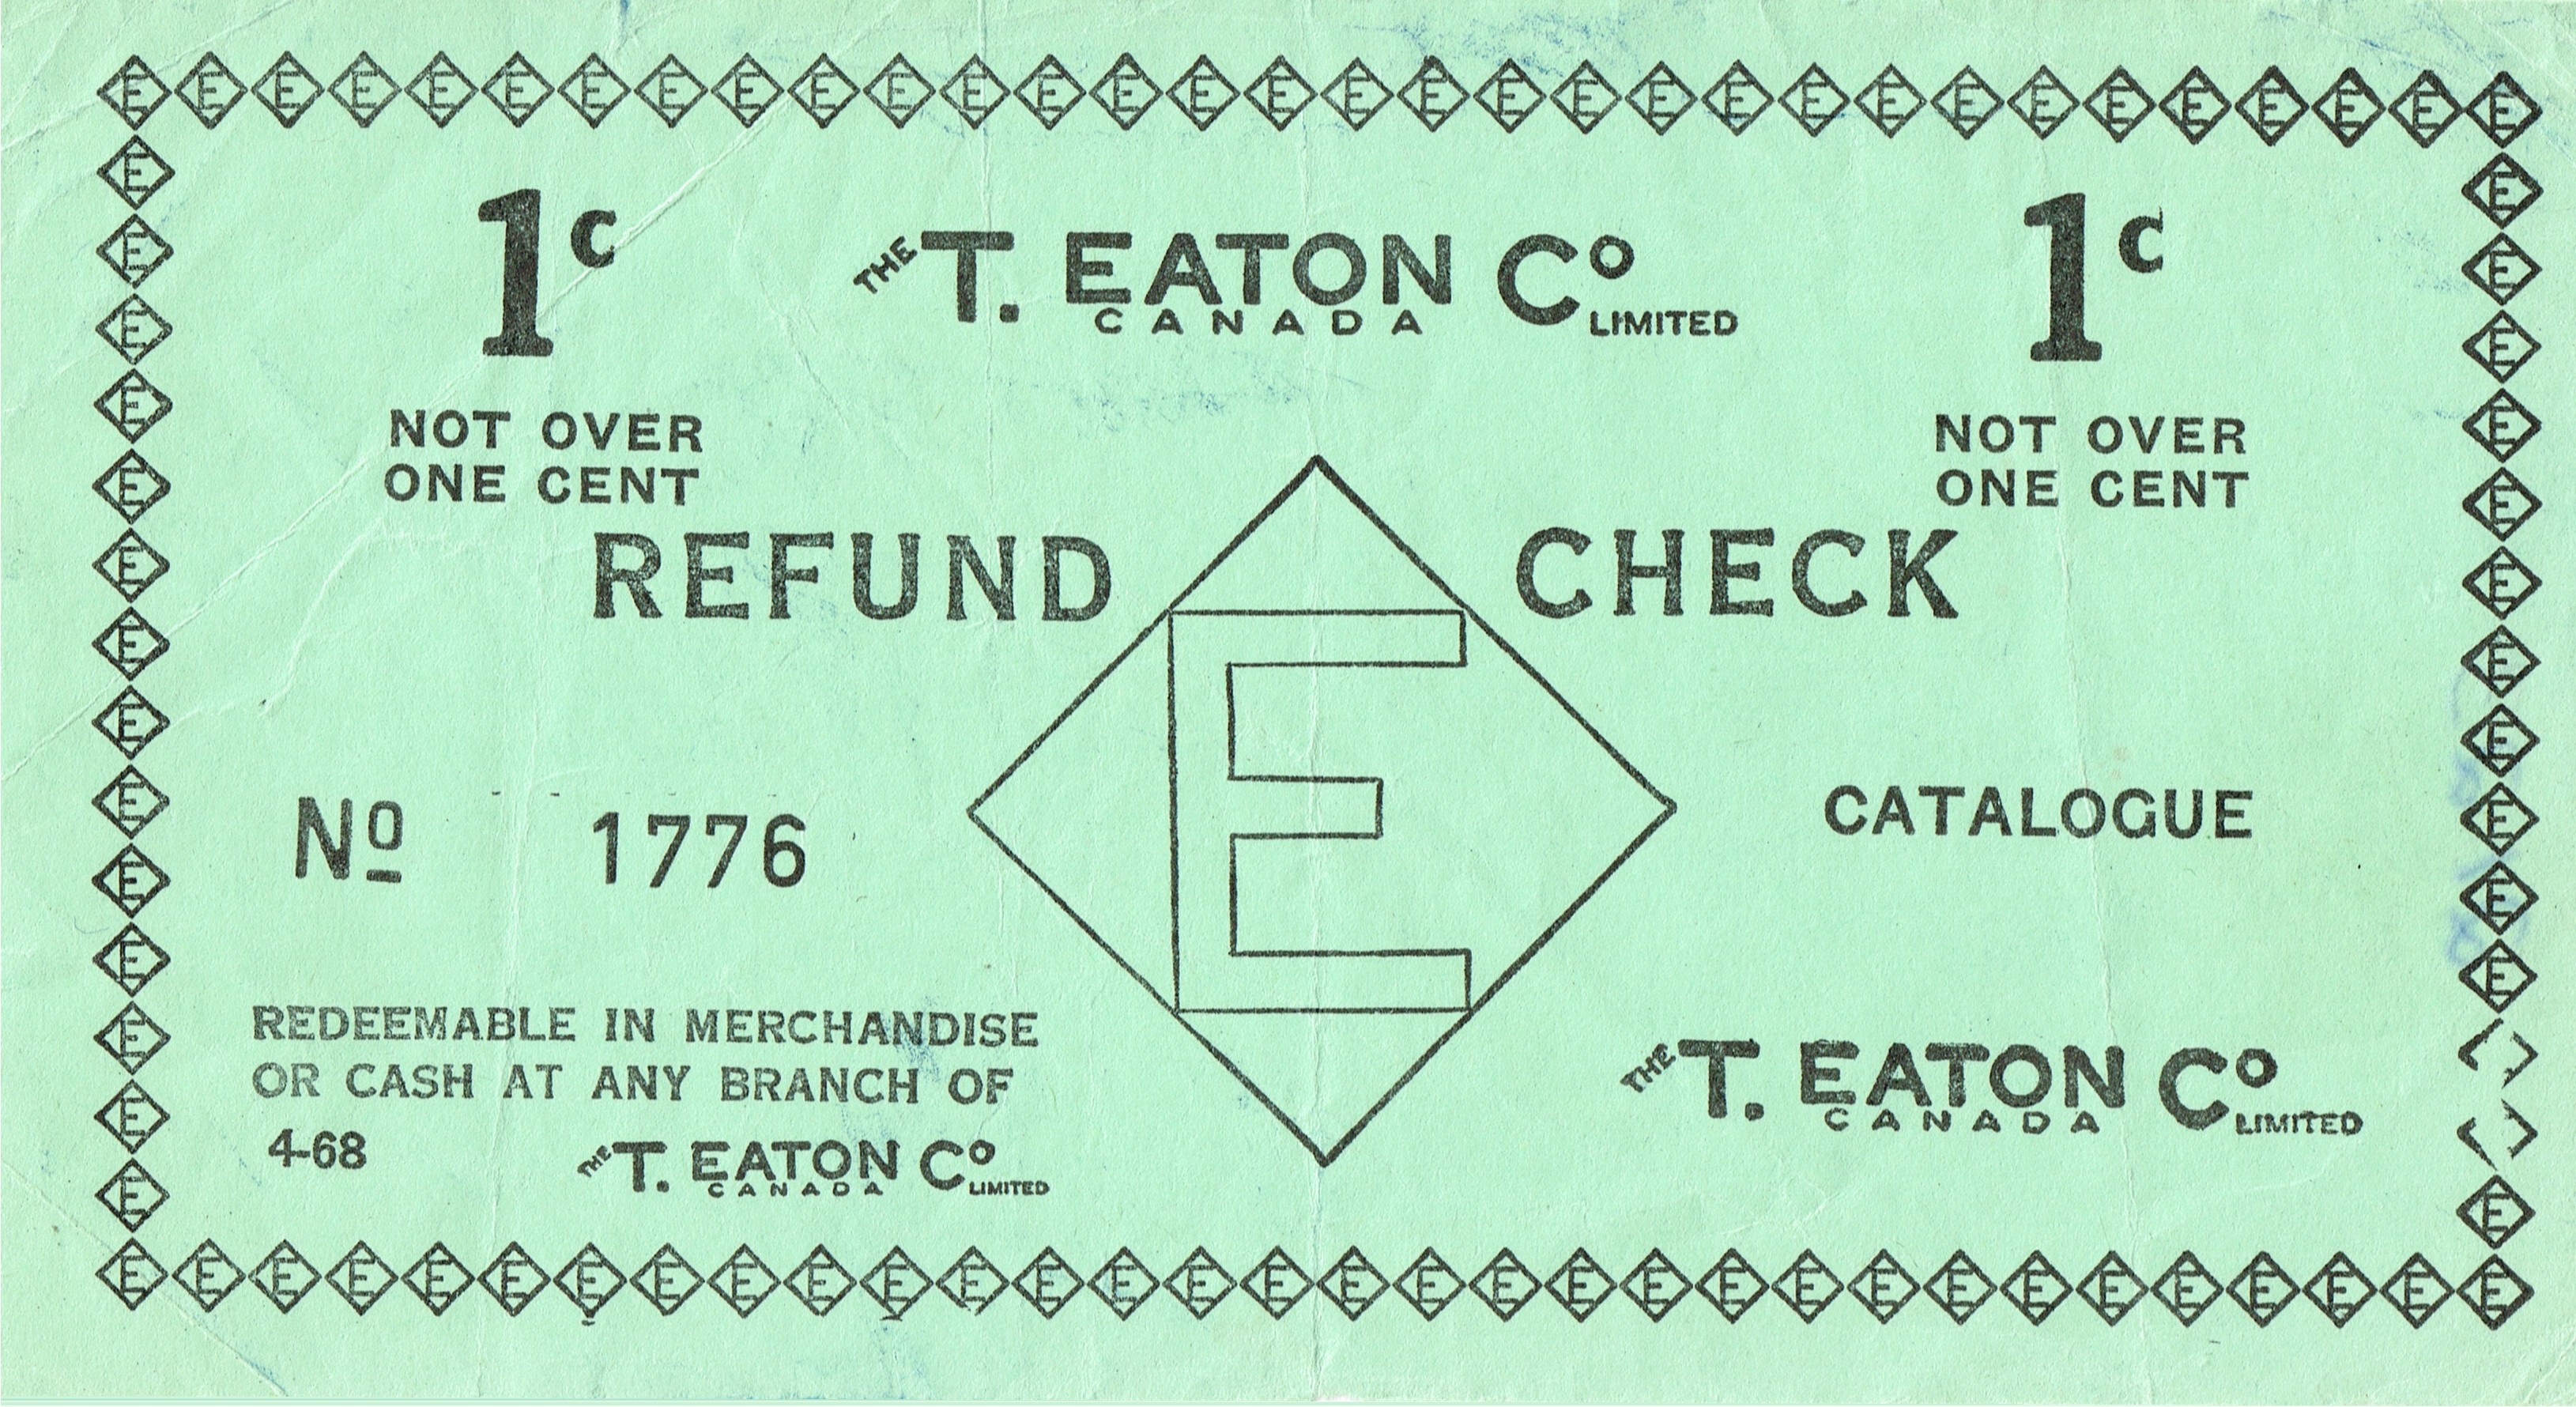 1c
THE T. EATON Co LIMITED
CANADA
1c
NOT OVER
ONE CENT
NOT OVER
ONE CENT
REFUND CHECK
E
No 1776
CATALOGUE
REDEEMABLE IN MERCHANDISE
OR CASH AT ANY BRANCH OF
4-68
THE T. EATON Co LIMITED
CANADA
THE T. EATON Co LIMITED
CANADA